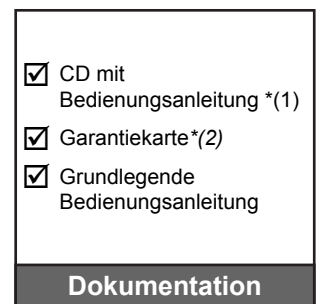 CD mit
Bedienungsanleitung *(1)
Garantiekarte*(2)
Grundlegende
Bedienungsanleitung
Dokumentation